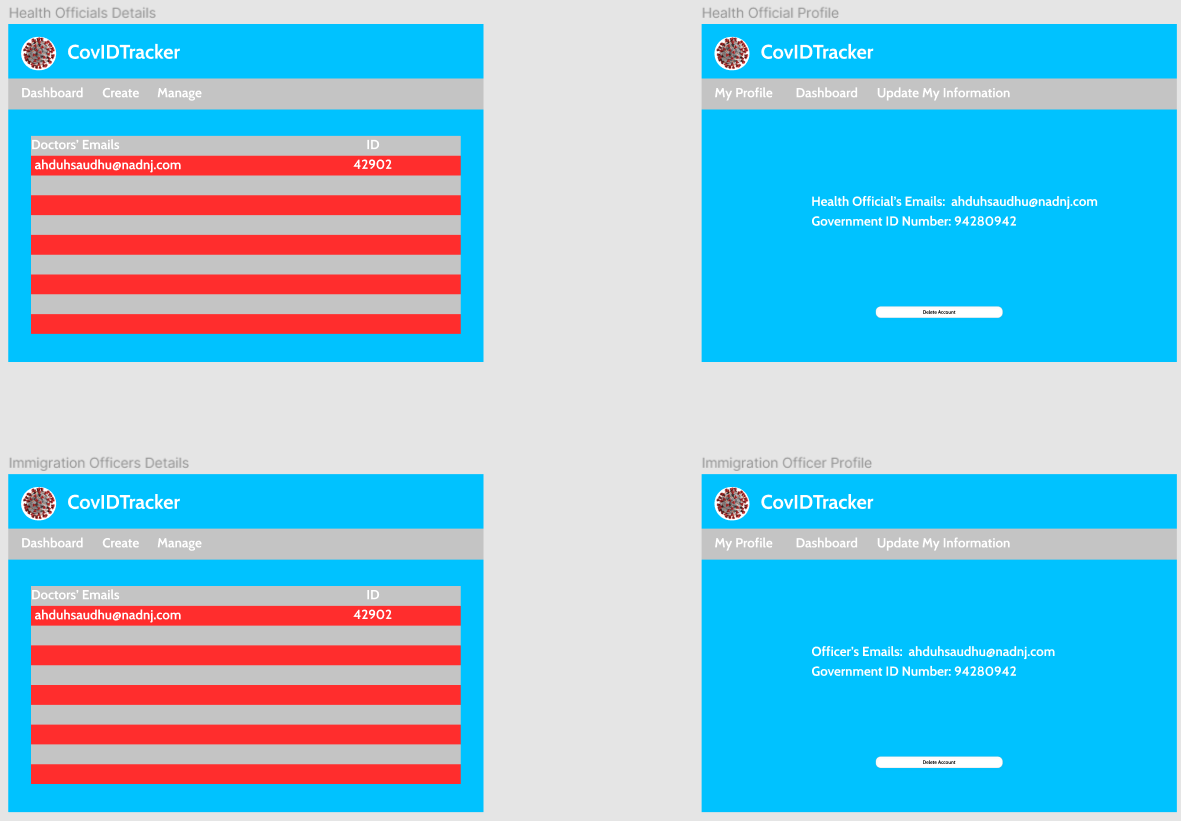 Health Officials Details
CovIDTracker
Dashboard Create Manage
Doctors' Emails ID
ahduhsaudhu@nadnj.com 42902
Health Official Profile
CovIDTracker
My Profile Dashboard Update My Information
Health Official's Emails: ahduhsaudhu@nadnj.com
Government ID Number: 94280942
Delete Account
Immigration Officers Details
CovIDTracker
Dashboard Create Manage
Doctors' Emails ID
ahduhsaudhu@nadnj.com 42902
Immigration Officer Profile
CovIDTracker
My Profile Dashboard Update My Information
Officer's Emails: ahduhsaudhu@nadnj.com
Government ID Number: 94280942
Delete Account